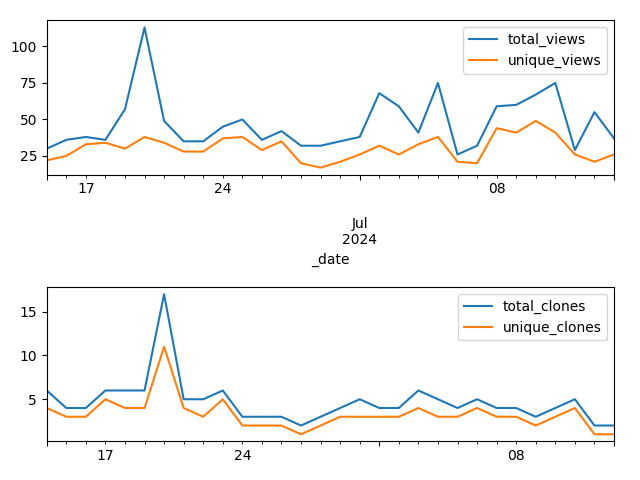 total_views
unique_views
100
75
50
25
17
24
08
Jul
2024
_date
total_clones
unique_clones
15
10
5
17
24
08